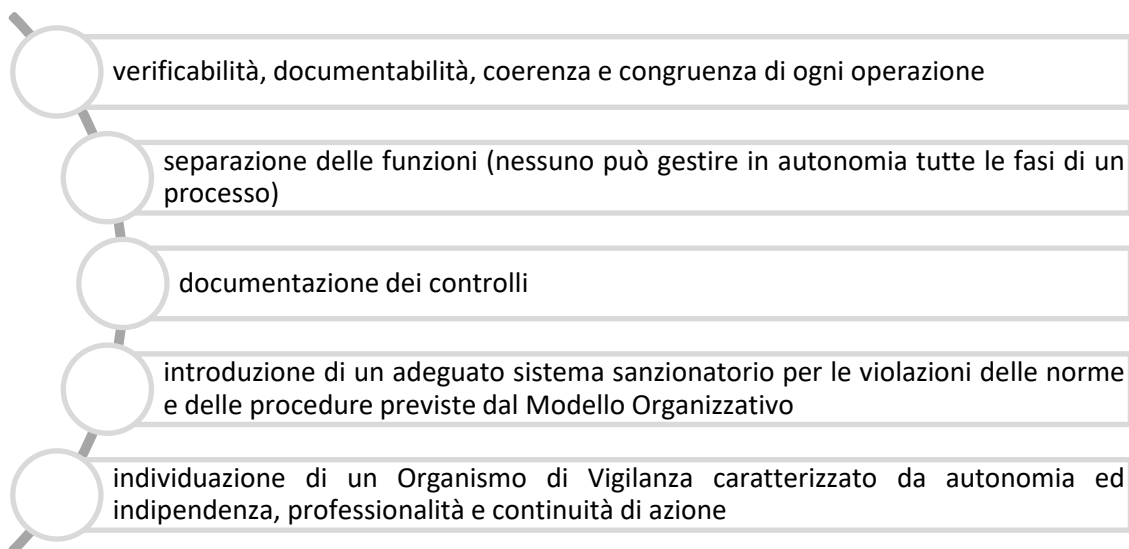 verificabilità, documentabilità, coerenza e congruenza di ogni operazione
separazione delle funzioni (nessuno può gestire in autonomia tutte le fasi di un
processo)
documentazione dei controlli
introduzione di un adeguato sistema sanzionatorio per le violazioni delle norme
e delle procedure previste dal Modello Organizzativo
individuazione di un Organismo di Vigilanza caratterizzato da autonomia ed
indipendenza, professionalità e continuità di azione